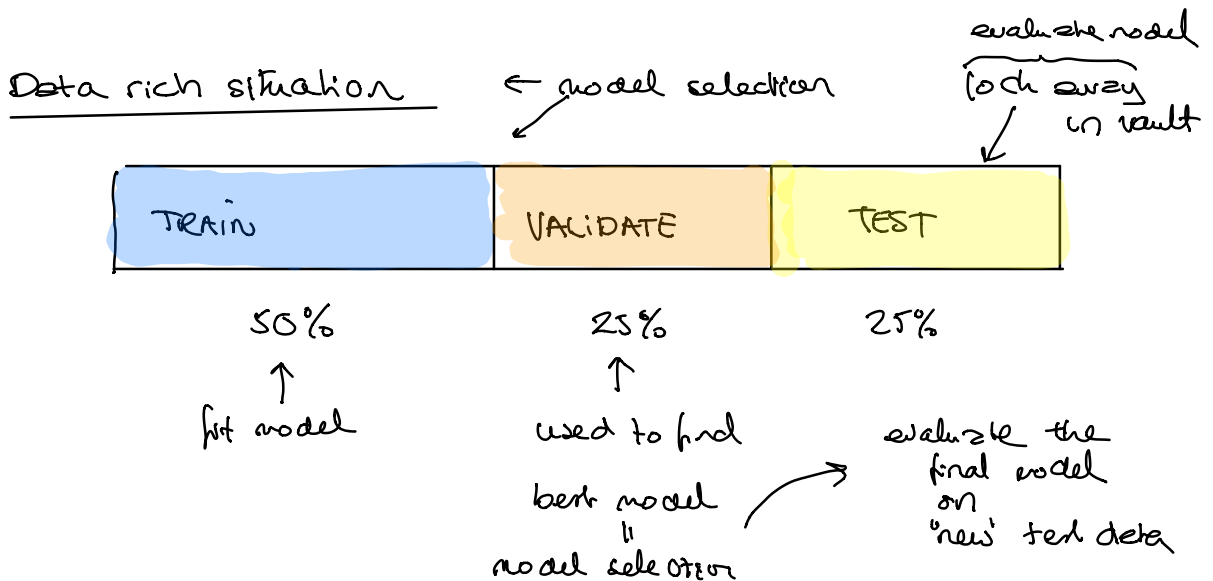 evaluate model
Data rich situation
← model selection
lock away
in vault
TRAIN
VALIDATE
TEST
50%
25%
25%
fit model
used to find
best model
=
model selection
evaluate the
final model
on
'new' test data